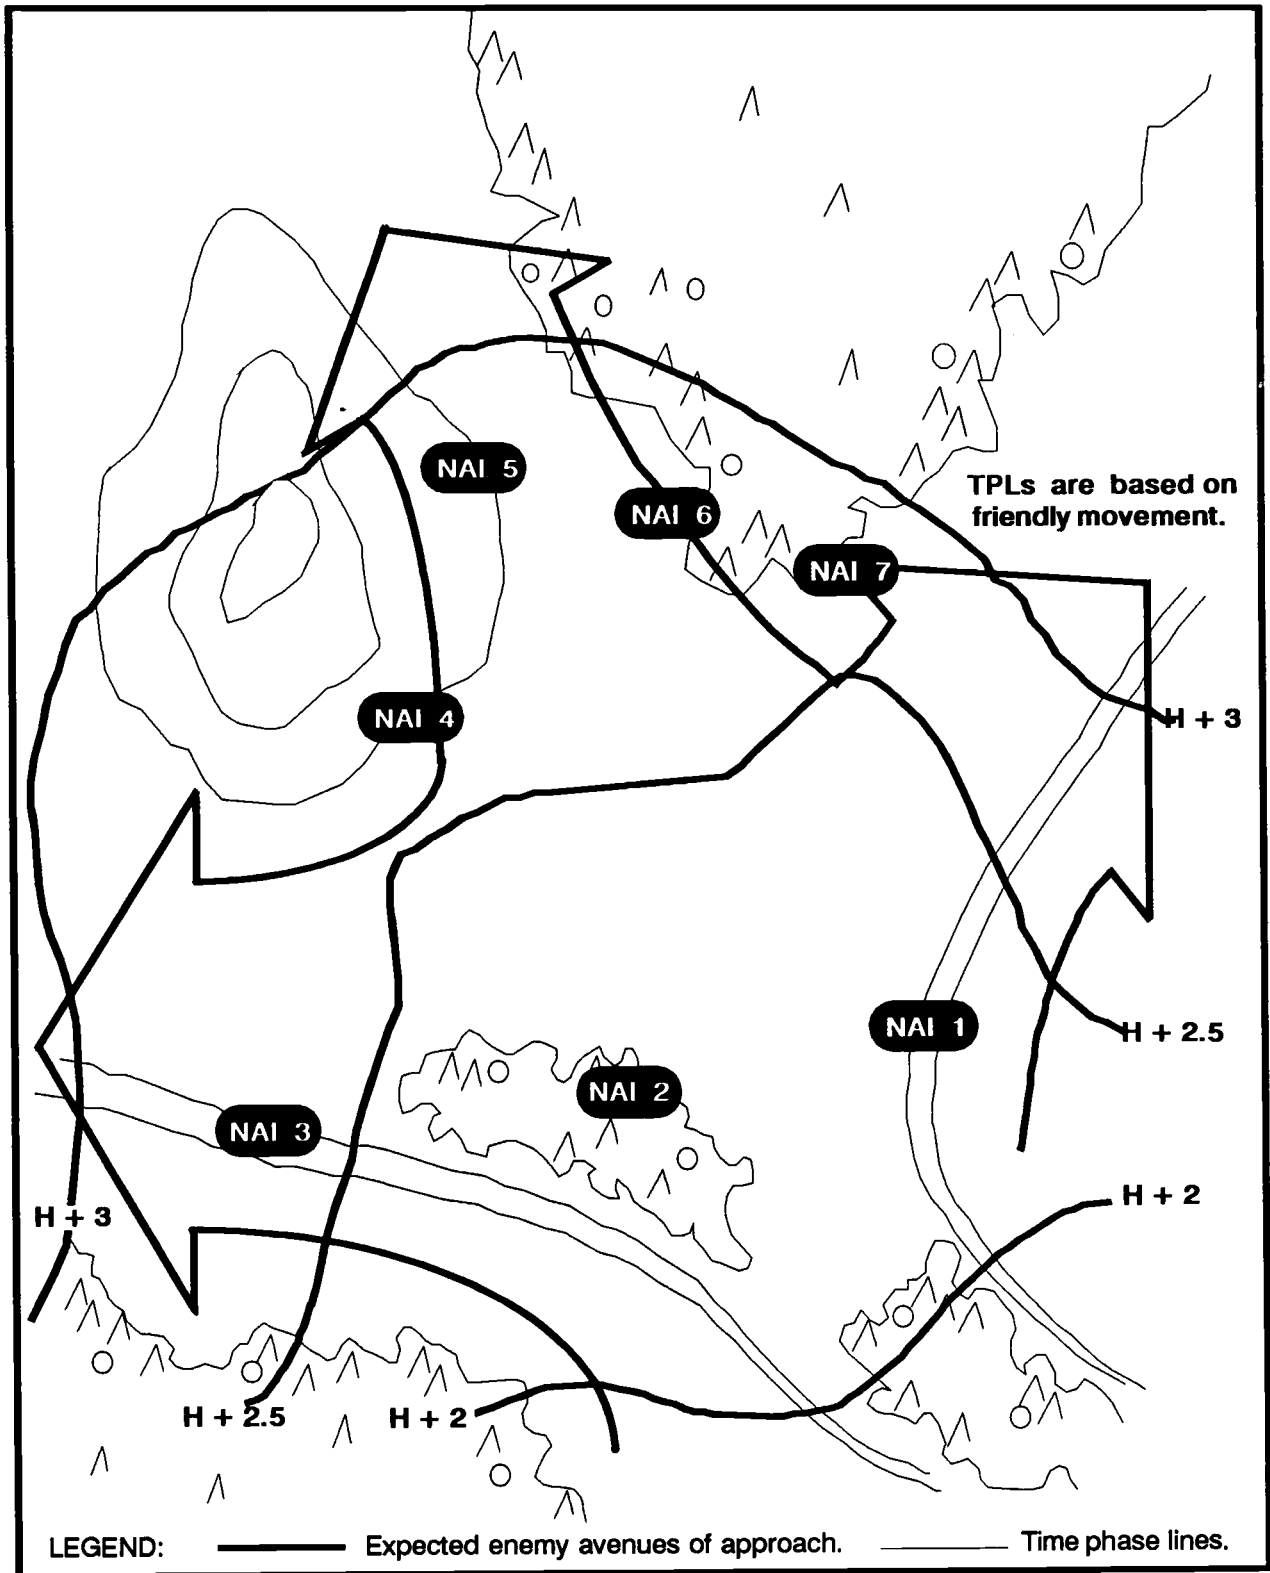 NAI 5
TPLs are based on
friendly movement.
NAI 6
NAI 7
NAI 4
H + 3
NAI 1
H + 2.5
NAI 2
NAI 3
H + 2
H + 3
H + 2.5
H + 2
LEGEND: Expected enemy avenues of approach. Time phase lines.